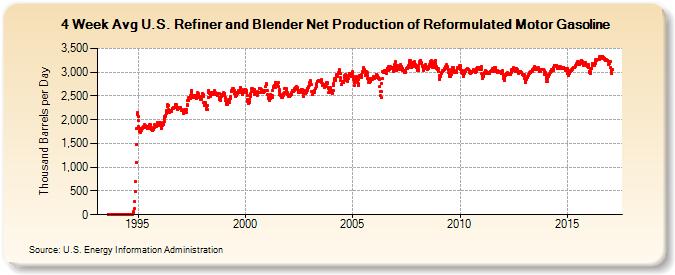 4 Week Avg U.S. Refiner and Blender Net Production of Reformulated Motor Gasoline
Thousand Barrels per Day
3,500
3,000
2,500
2,000
1,500
1,000
500
0
1995 2000 2005 2010 2015
Source: U.S. Energy Information Administration